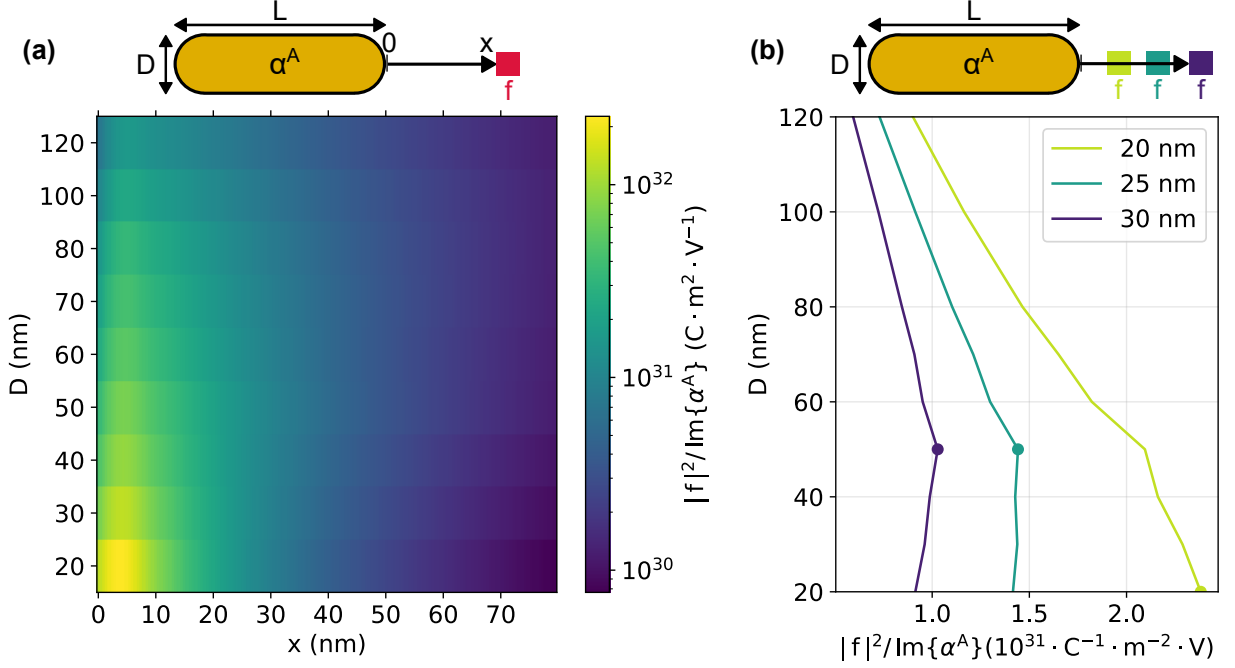 (a)
L
D
α^A
0
x
f
D (nm)
120
100
80
70
60
50
40
30
20
0
10
20
30
40
50
60
70
x (nm)
10^32
10^31
10^30
|f|²/Im{α^A} (C · m² · V⁻¹)
(b)
L
D
α^A
f
f
f
D (nm)
120
100
80
60
40
20
20 nm
25 nm
30 nm
1.0
1.5
2.0
|f|²/Im{α^A}(10^31 · C⁻¹ · m⁻² · V)